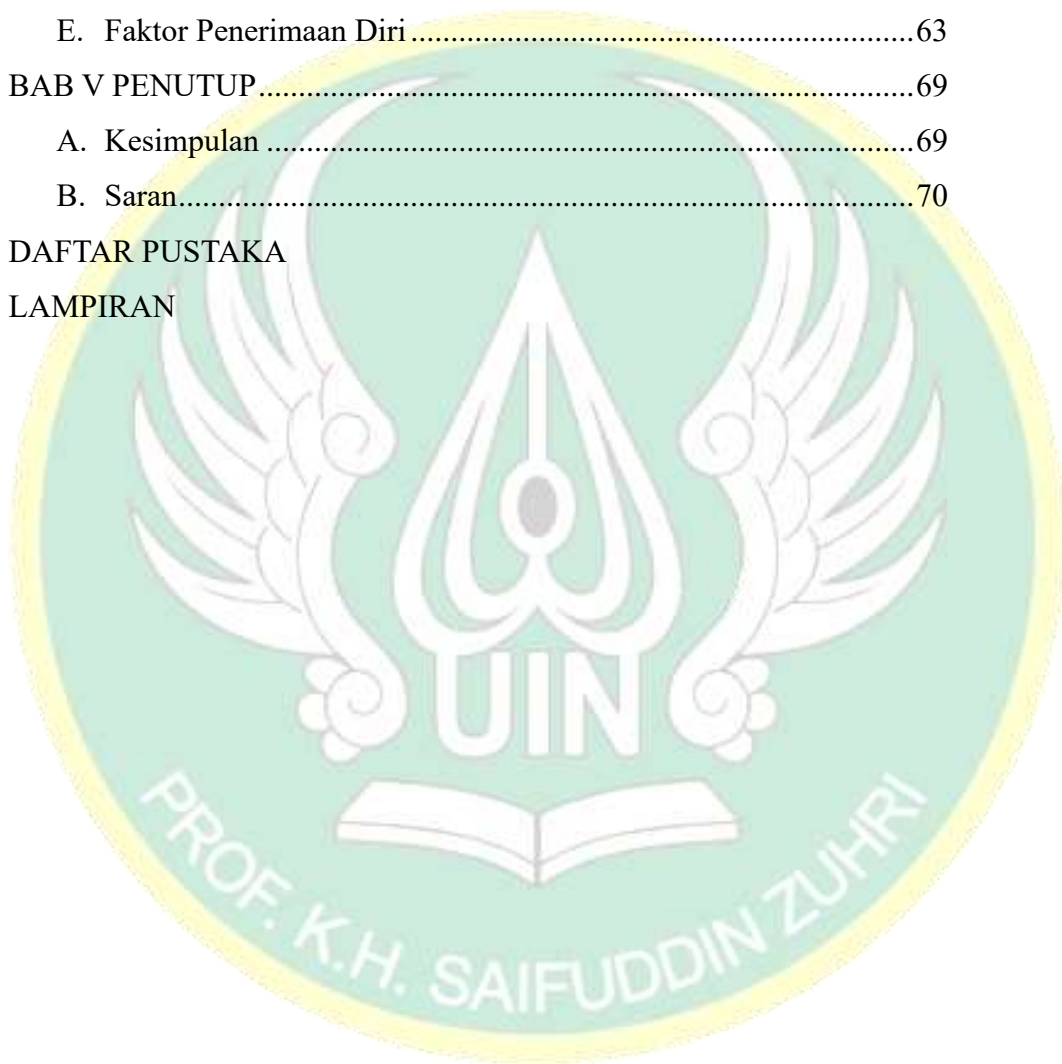 E. Faktor Penerimaan Diri ................................................................ 63
BAB V PENUTUP ................................................................................... 69
A. Kesimpulan ................................................................................... 69
B. Saran ............................................................................................. 70
DAFTAR PUSTAKA
LAMPIRAN
UIN
PROF. K.H. SAIFUDDIN ZUHRI